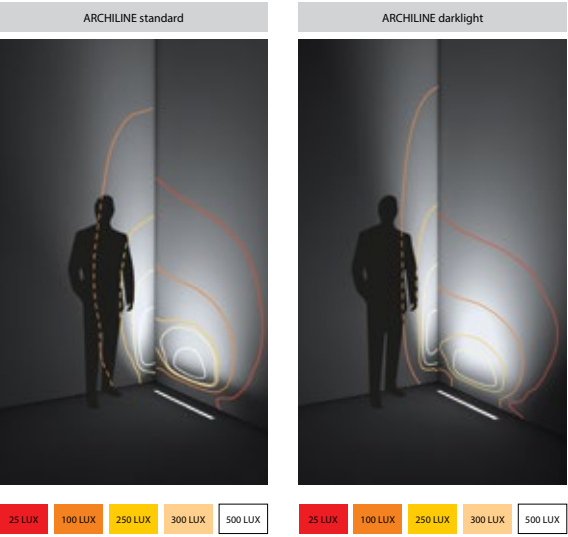 ARCHILINE standard
ARCHILINE darklight
25 LUX 100 LUX 250 LUX 300 LUX 500 LUX
25 LUX 100 LUX 250 LUX 300 LUX 500 LUX